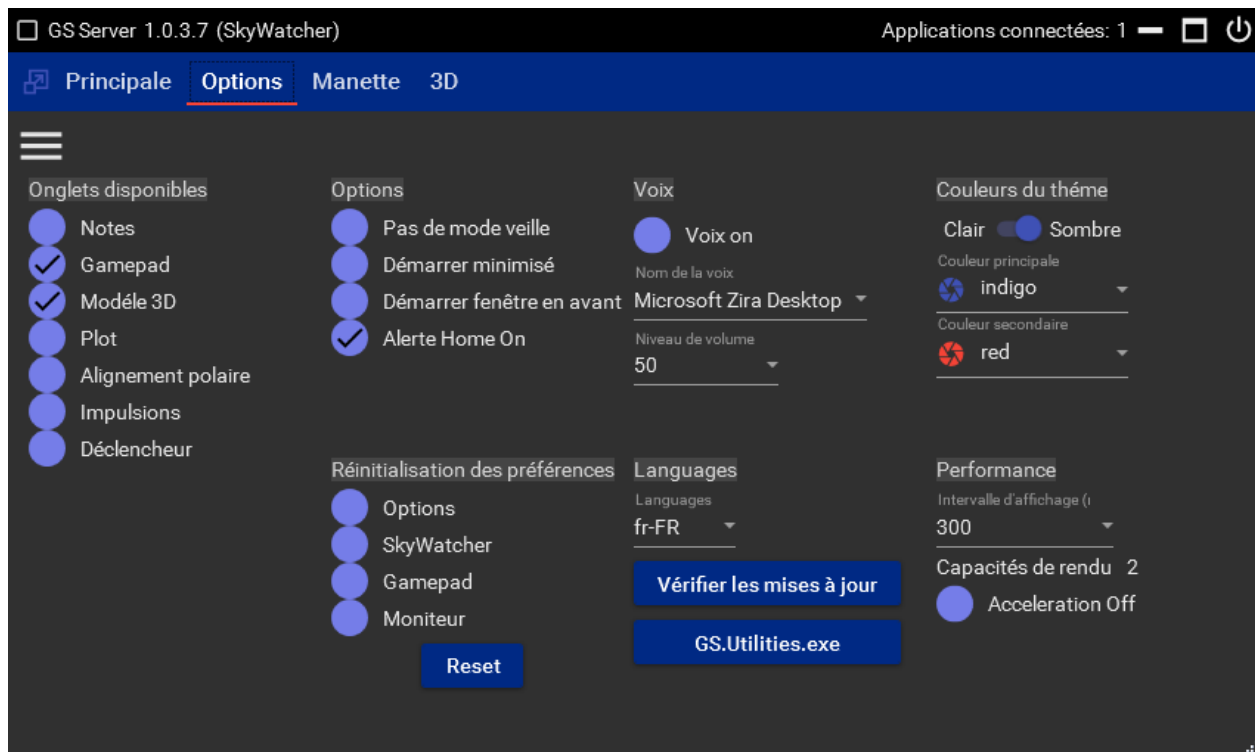 GS Server 1.0.3.7 (SkyWatcher)
Applications connectées: 1
Principale
Options
Manette
3D
Onglets disponibles
Notes
Gamepad
Modéle 3D
Plot
Alignement polaire
Impulsions
Déclencheur
Options
Pas de mode veille
Démarrer minimisé
Démarrer fenêtre en avant
Alerte Home On
Voix
Voix on
Nom de la voix
Microsoft Zira Desktop
Niveau de volume
50
Couleurs du théme
Clair
Sombre
Couleur principale
indigo
Couleur secondaire
red
Réinitialisation des préférences
Options
SkyWatcher
Gamepad
Moniteur
Reset
Languages
Languages
fr-FR
Vérifier les mises à jour
GS.Utilities.exe
Performance
Intervalle d'affichage (
300
Capacités de rendu 2
Acceleration Off